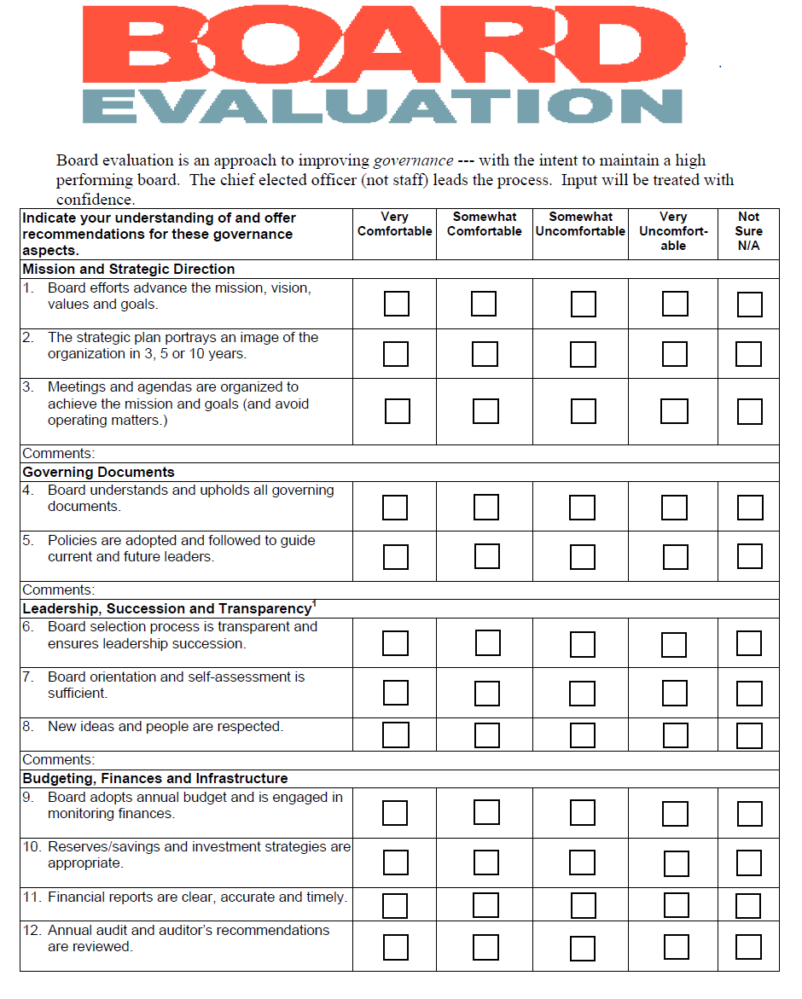 BOARD
EVALUATION
Board evaluation is an approach to improving governance --- with the intent to maintain a high
performing board. The chief elected officer (not staff) leads the process. Input will be treated with
confidence.
Indicate your understanding of and offer
recommendations for these governance
aspects.
Very
Comfortable
Somewhat
Comfortable
Somewhat
Uncomfortable
Very
Uncomfort-
able
Not
Sure
N/A
Mission and Strategic Direction
1. Board efforts advance the mission, vision,
values and goals.
2. The strategic plan portrays an image of the
organization in 3, 5 or 10 years.
3. Meetings and agendas are organized to
achieve the mission and goals (and avoid
operating matters.)
Comments:
Governing Documents
4. Board understands and upholds all governing
documents.
5. Policies are adopted and followed to guide
current and future leaders.
Comments:
Leadership, Succession and Transparency¹
6. Board selection process is transparent and
ensures leadership succession.
7. Board orientation and self-assessment is
sufficient.
8. New ideas and people are respected.
Comments:
Budgeting, Finances and Infrastructure
9. Board adopts annual budget and is engaged in
monitoring finances.
10. Reserves/savings and investment strategies are
appropriate.
11. Financial reports are clear, accurate and timely.
12. Annual audit and auditor's recommendations
are reviewed.